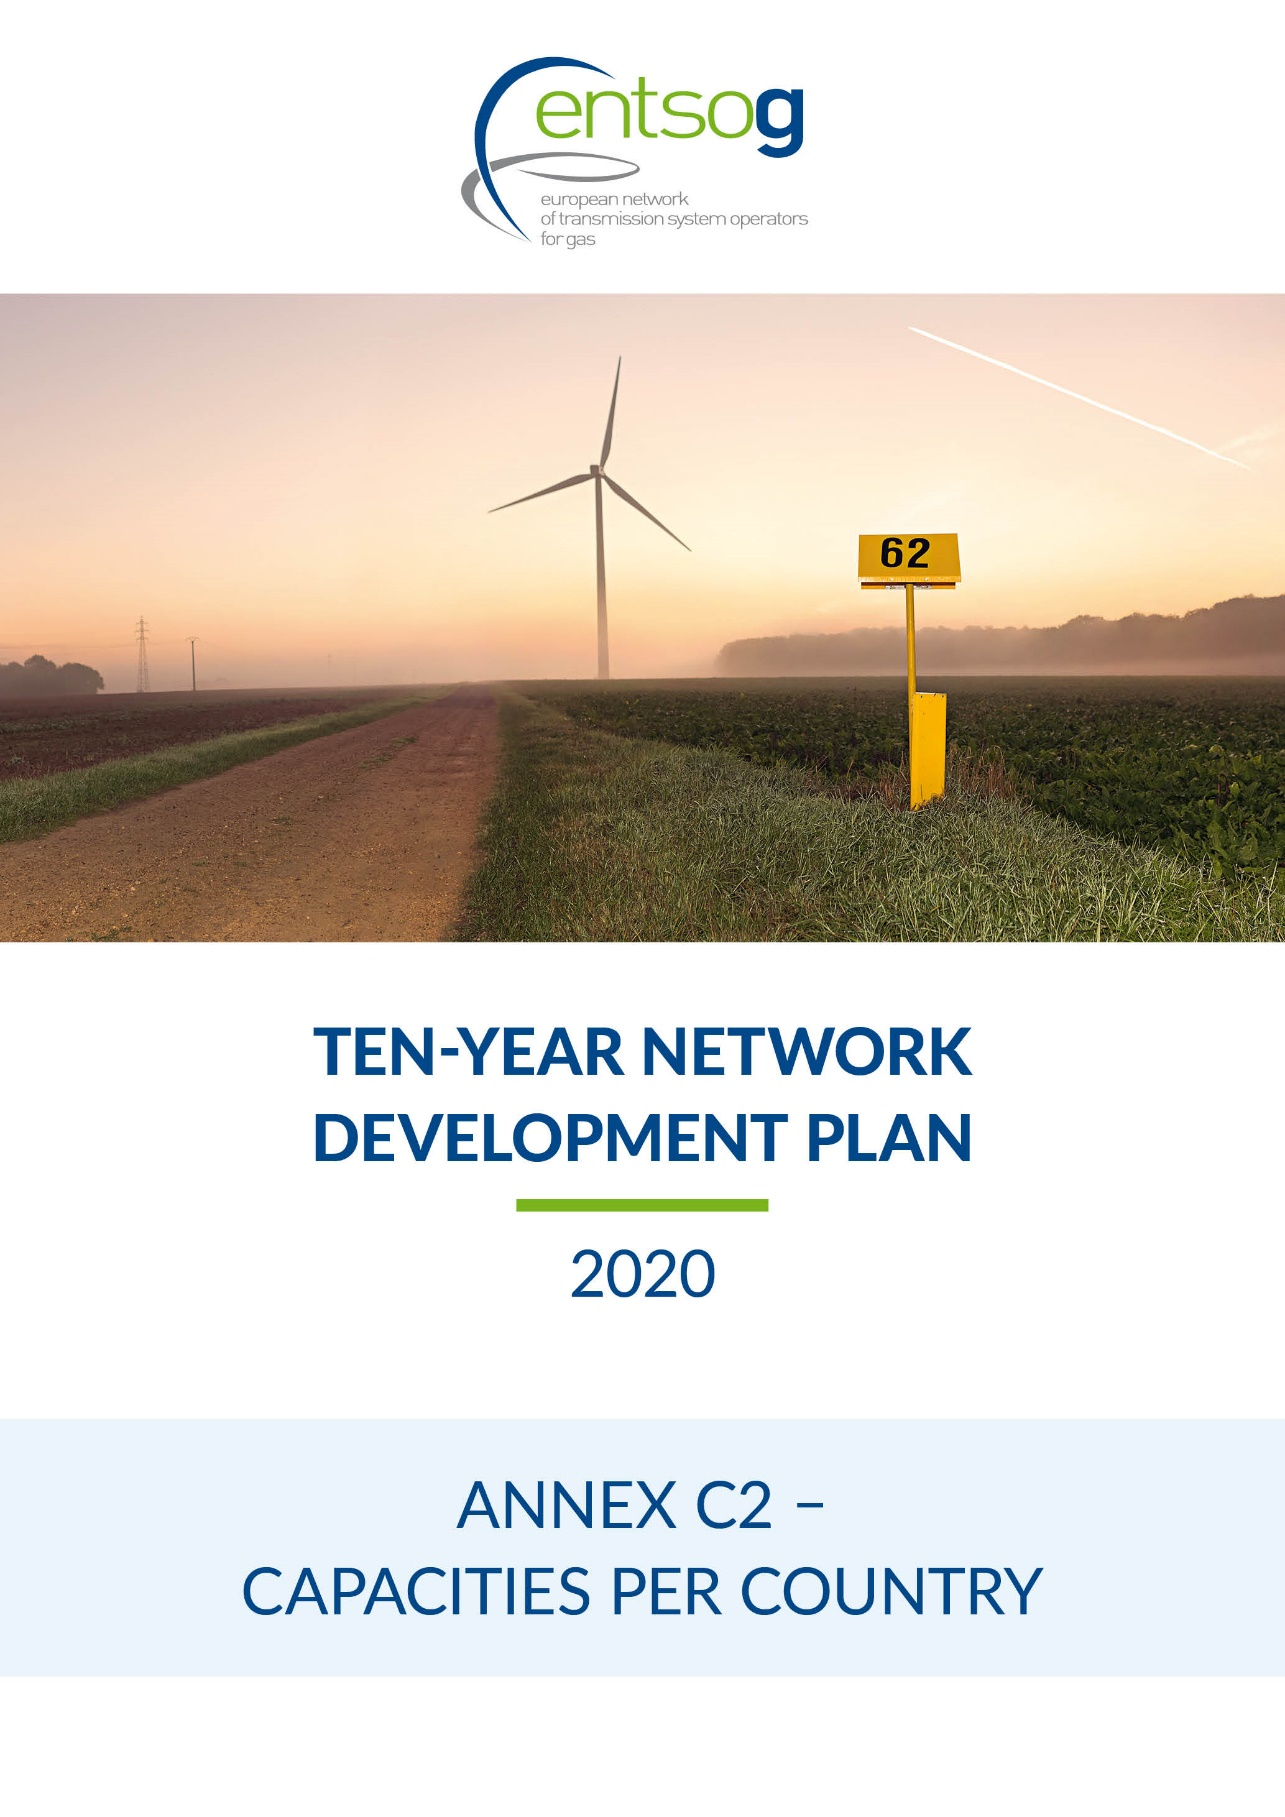 entsog
european network
of transmission system operators
for gas
62
TEN-YEAR NETWORK
DEVELOPMENT PLAN
2020
ANNEX C2 –
CAPACITIES PER COUNTRY